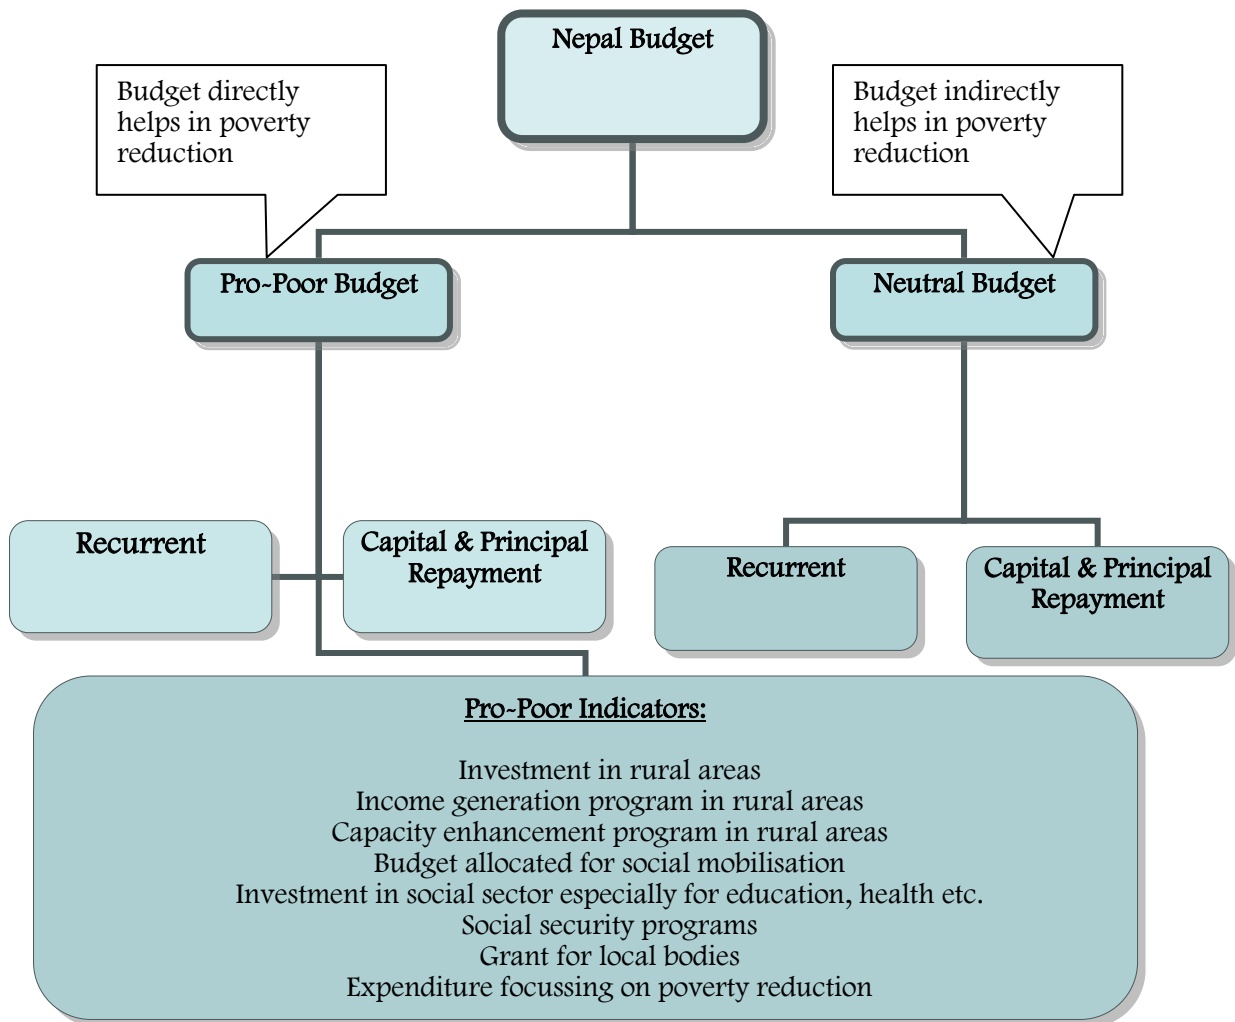 Nepal Budget
Budget directly
helps in poverty
reduction
Budget indirectly
helps in poverty
reduction
Pro-Poor Budget
Neutral Budget
Recurrent
Capital & Principal
Repayment
Recurrent
Capital & Principal
Repayment
Pro-Poor Indicators:
Investment in rural areas
Income generation program in rural areas
Capacity enhancement program in rural areas
Budget allocated for social mobilisation
Investment in social sector especially for education, health etc.
Social security programs
Grant for local bodies
Expenditure focussing on poverty reduction